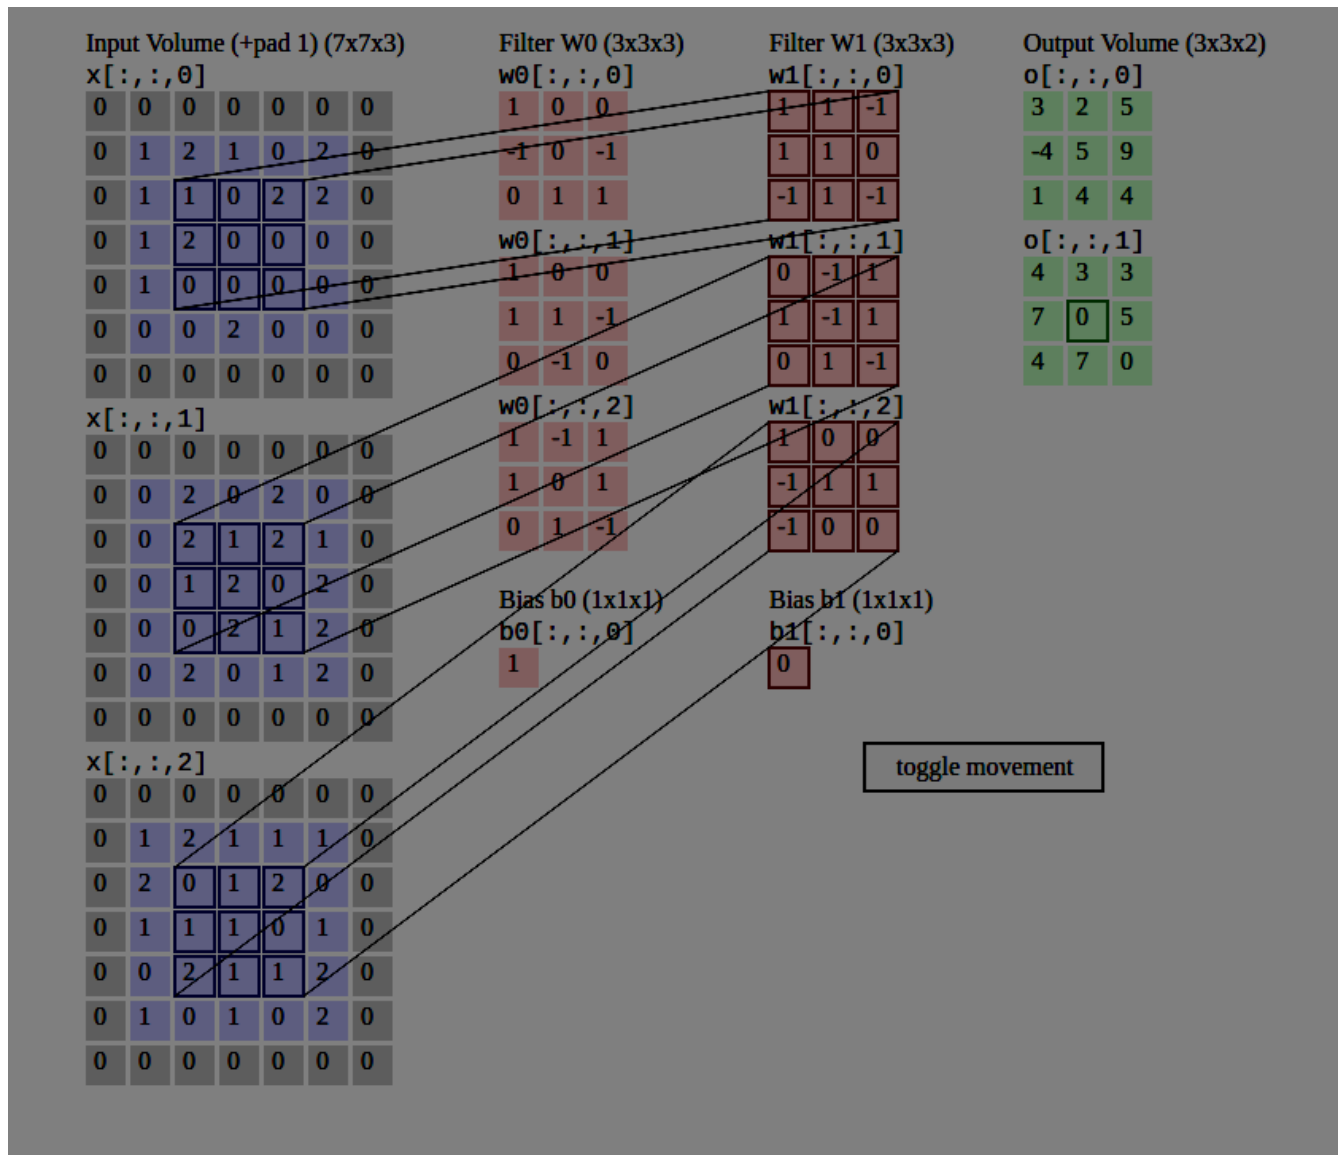 Input Volume (+pad 1) (7x7x3) Filter W0 (3x3x3) Filter W1 (3x3x3) Output Volume (3x3x2)
x[:,:,0] w0[:,:,0] w1[:,:,0] o[:,:,0]
0 0 0 0 0 0 0 1 0 0 1 1 -1 3 2 5
0 1 2 1 0 2 0 -1 0 -1 1 1 0 -4 5 9
0 1 1 0 2 2 0 0 1 1 -1 1 -1 1 4 4
0 1 2 0 0 0 0 w0[:,:,1] w1[:,:,1] o[:,:,1]
0 1 0 0 0 0 0 1 0 0 0 -1 1 4 3 3
0 0 0 2 0 0 0 1 1 -1 1 -1 1 7 0 5
0 0 0 0 0 0 0 0 -1 0 0 1 -1 4 7 0
x[:,:,1] w0[:,:,2] w1[:,:,2]
0 0 0 0 0 0 0 1 -1 1 1 0 0
0 0 2 0 2 0 0 1 0 1 -1 1 1
0 0 2 1 2 1 0 0 1 -1 -1 0 0
0 0 1 2 0 2 0 Bias b0 (1x1x1) Bias b1 (1x1x1)
0 0 0 2 1 2 0 b0[:,:,0] b1[:,:,0]
0 0 2 0 1 2 0 1 0
0 0 0 0 0 0 0
x[:,:,2] toggle movement
0 0 0 0 0 0 0
0 1 2 1 1 1 0
0 2 0 1 2 0 0
0 1 1 1 0 1 0
0 0 2 1 1 2 0
0 1 0 1 0 2 0
0 0 0 0 0 0 0